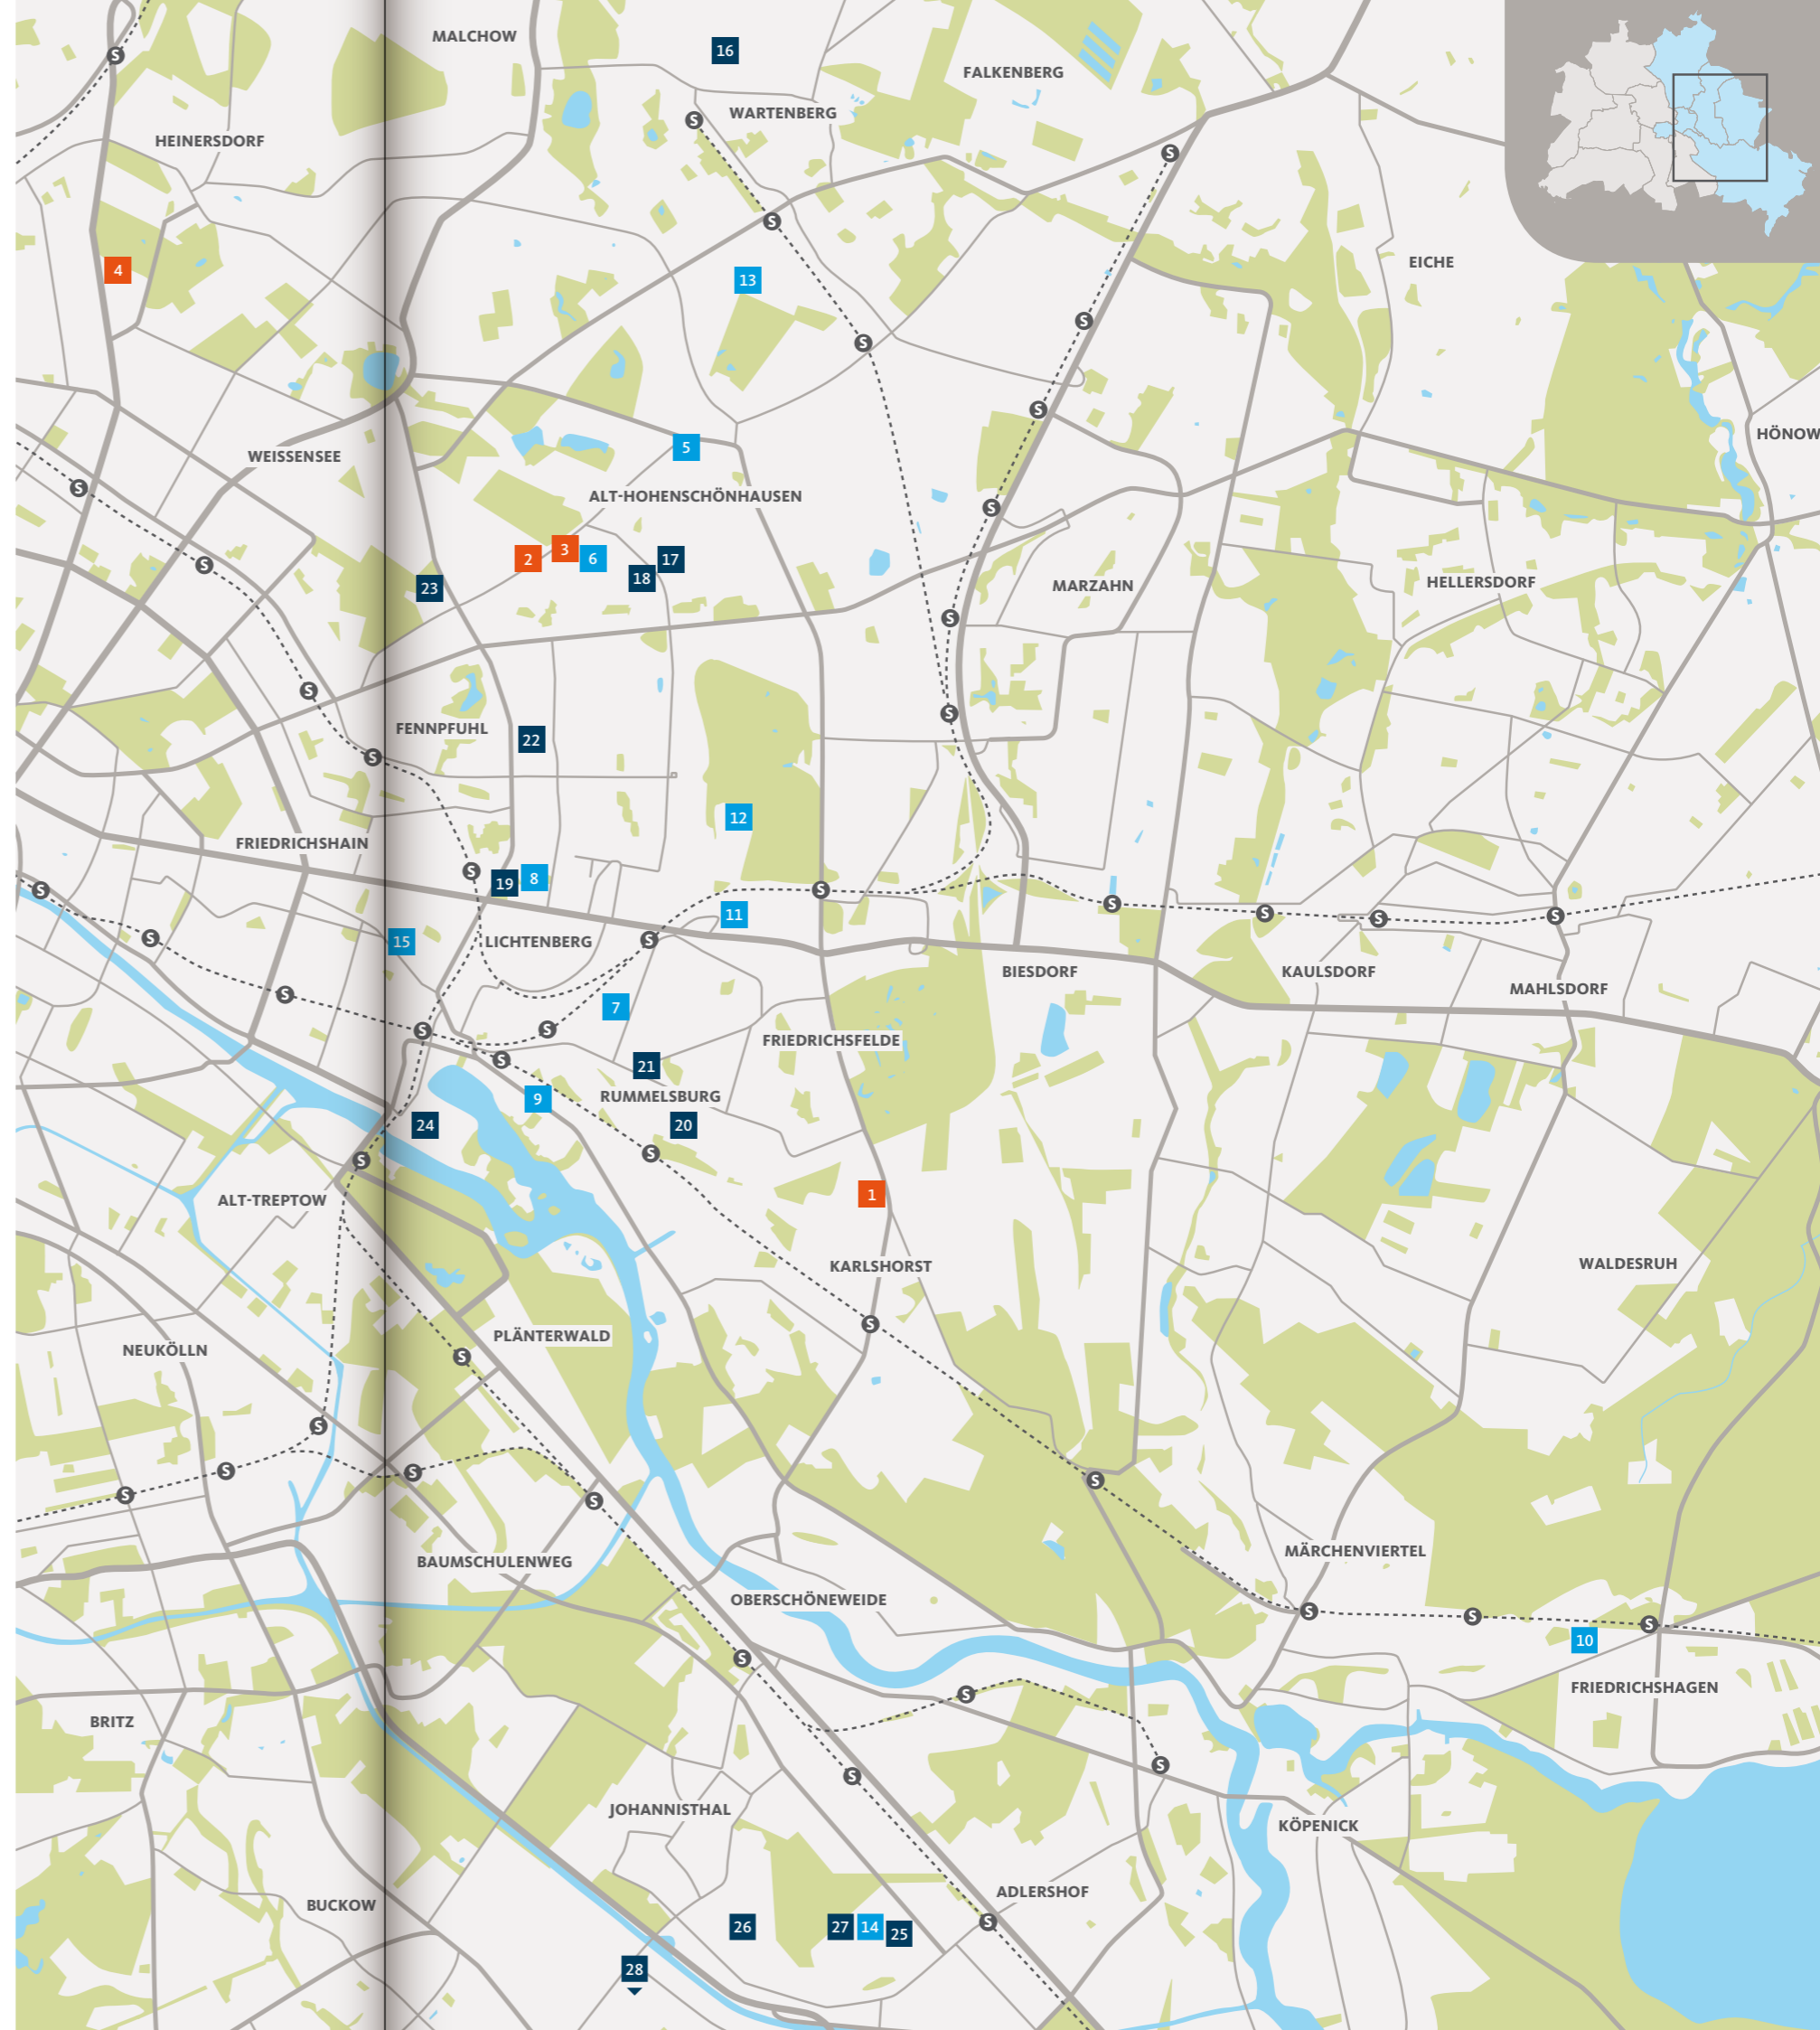 MALCHOW
16
S
FALKENBERG
WARTENBERG
S
HEINERSDORF
S
S
EICHE
4
13
S
S
S
HÖNOW
WEISSENSEE
5
S
ALT-HOHENSCHÖNHAUSEN
S
3
2
6
17
S
18
23
MARZAHN
HELLERSDORF
S
S
S
FENNPFUHL
22
S
12
FRIEDRICHSHAIN
S
19
8
S
S
S
11
S
S
S
S
15
LICHTENBERG
S
BIESDORF
KAULSDORF
MAHLSDORF
S
7
S
S
FRIEDRICHSFELDE
S
21
RUMMELSBURG
9
24
20
S
S
1
ALT-TREPTOW
KARLSHORST
WALDESRUH
S
PLÄNTERWALD
NEUKÖLLN
S
S
S
S
S
S
S
MÄRCHENVIERTEL
BAUMSCHULENWEG
OBERSCHÖNEWEIDE
S
S
S
10
S
FRIEDRICHSHAGEN
S
BRITZ
S
S
JOHANNISTHAL
KÖPENICK
ADLERSHOF
BUCKOW
S
26
27
14
25
28